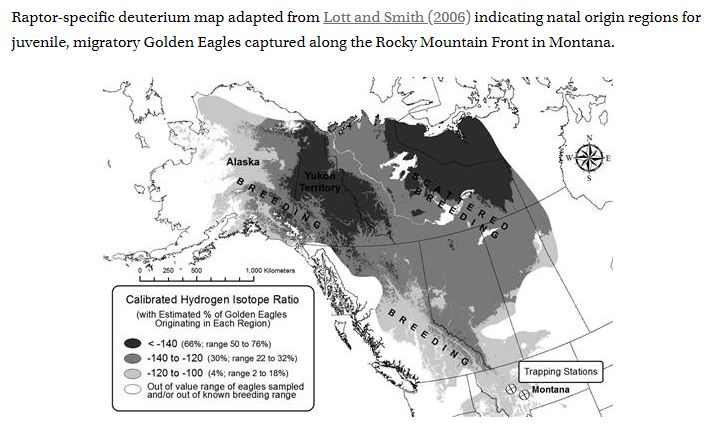 Raptor-specific deuterium map adapted from Lott and Smith (2006) indicating natal origin regions for
juvenile, migratory Golden Eagles captured along the Rocky Mountain Front in Montana.
N
W E
S
Alaska
Yukon
Territory
BREEDING
SCATTERED
BREEDING
0 250 500 1,000 Kilometers
BREEDING
Calibrated Hydrogen Isotope Ratio
(with Estimated % of Golden Eagles
Originating in Each Region)
< -140 (66%; range 50 to 76%)
-140 to -120 (30%; range 22 to 32%)
-120 to -100 (4%; range 2 to 18%)
Out of value range of eagles sampled
and/or out of known breeding range
Trapping Stations
Montana